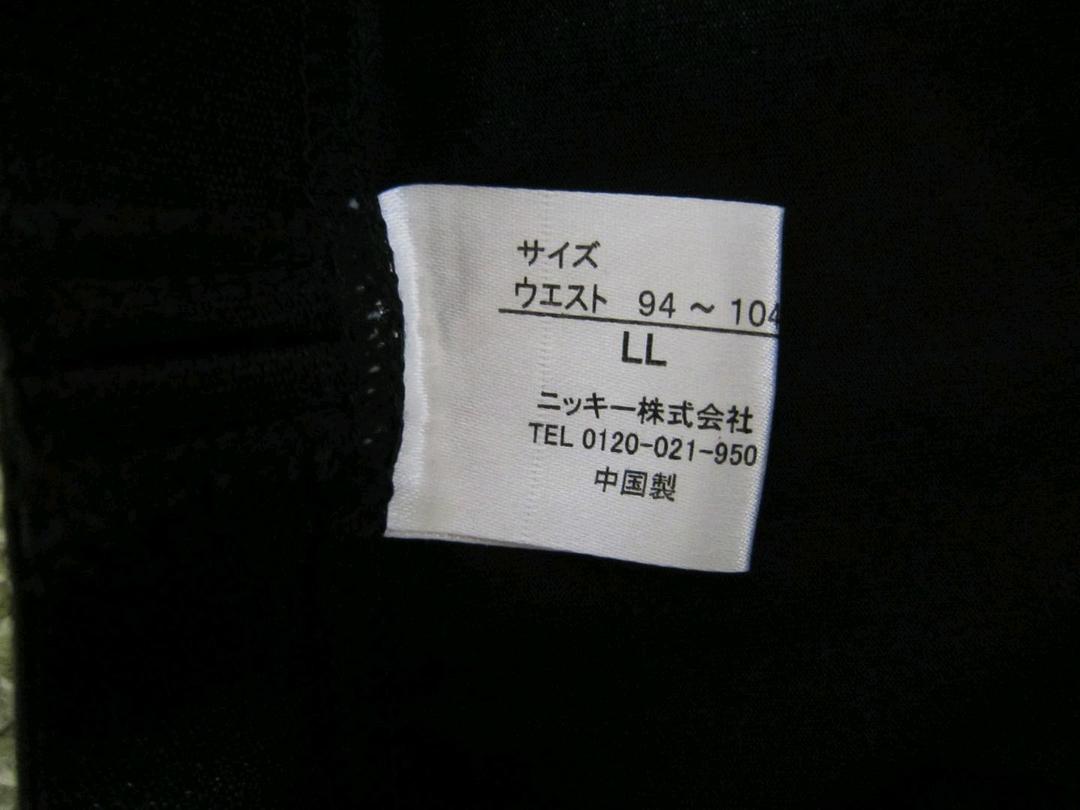 サイズ
ウエスト 94 ~ 104
LL
ニッキー株式会社
TEL 0120-021-950
中国製